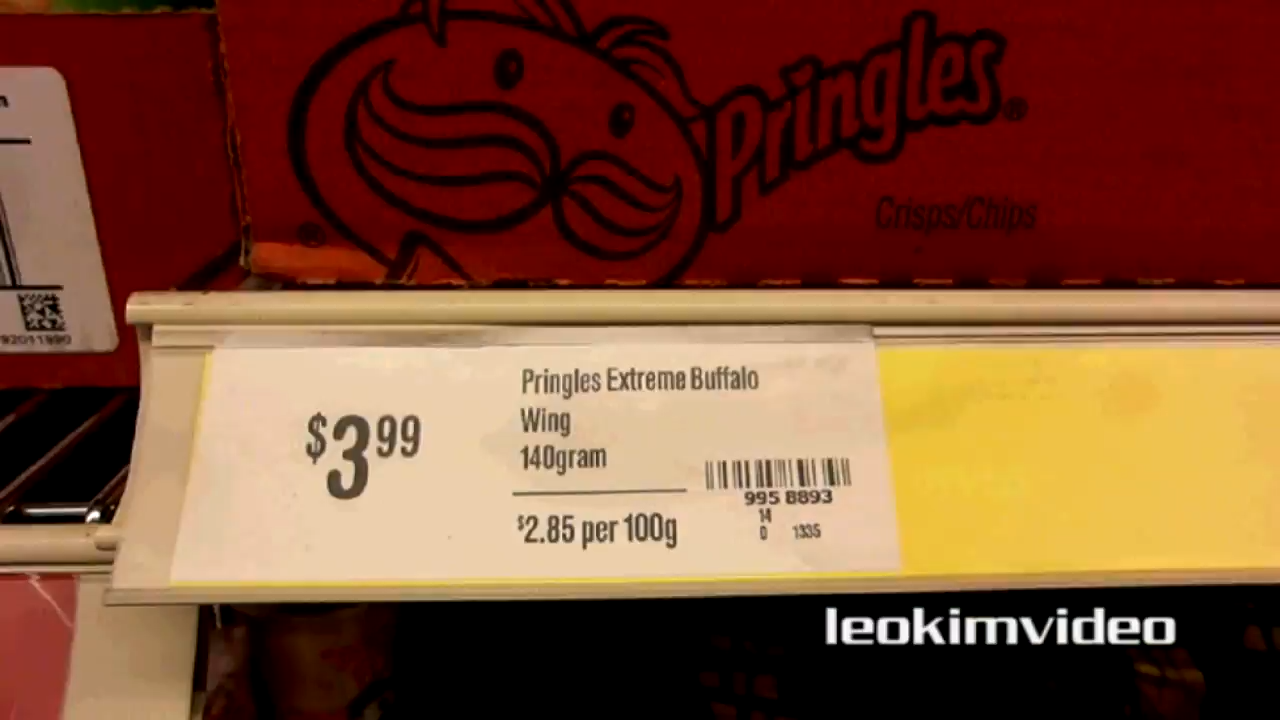 Pringles®
Crisps/Chips
®
$3.99
Pringles Extreme Buffalo
Wing
140gram
$2.85 per 100g
995 8893
14
0 1335
leokimvideo